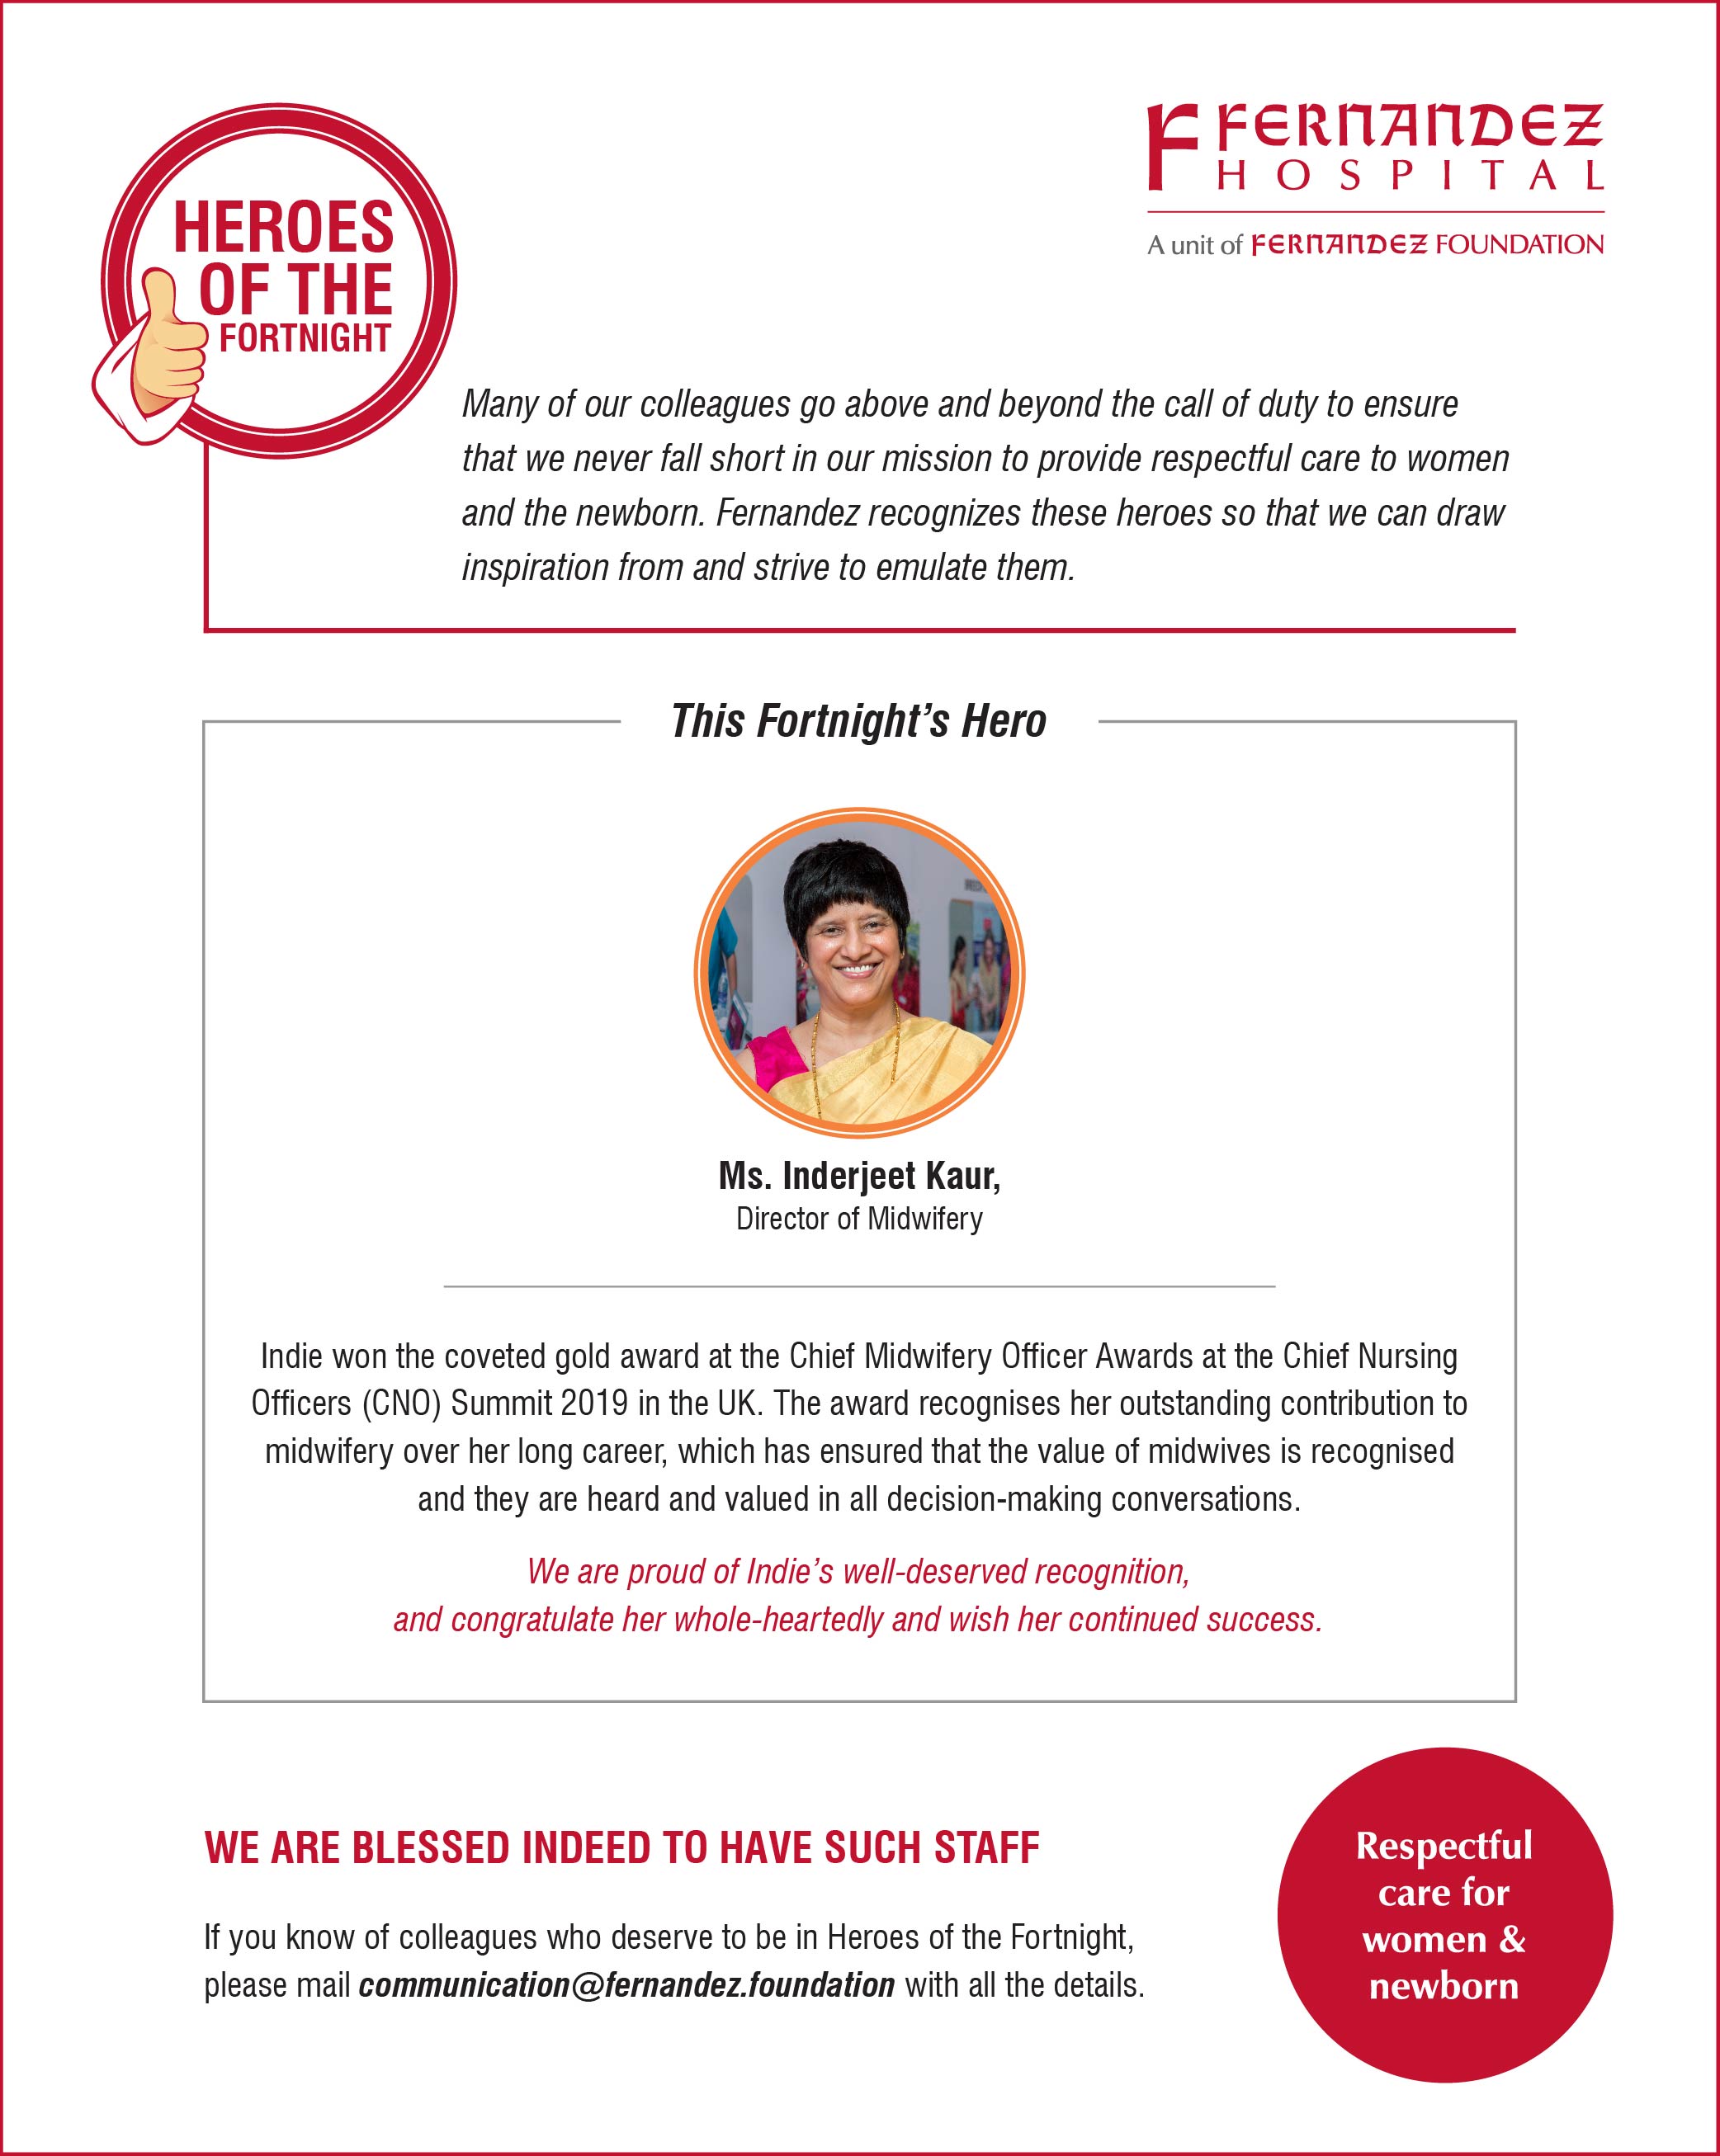 HEROES
OF THE
FORTNIGHT
F FERNANDEZ
HOSPITAL
A unit of FERNANDEZ FOUNDATION
Many of our colleagues go above and beyond the call of duty to ensure
that we never fall short in our mission to provide respectful care to women
and the newborn. Fernandez recognizes these heroes so that we can draw
inspiration from and strive to emulate them.
This Fortnight’s Hero
Ms. Inderjeet Kaur,
Director of Midwifery
Indie won the coveted gold award at the Chief Midwifery Officer Awards at the Chief Nursing
Officers (CNO) Summit 2019 in the UK. The award recognises her outstanding contribution to
midwifery over her long career, which has ensured that the value of midwives is recognised
and they are heard and valued in all decision-making conversations.
We are proud of Indie’s well-deserved recognition,
and congratulate her whole-heartedly and wish her continued success.
WE ARE BLESSED INDEED TO HAVE SUCH STAFF
If you know of colleagues who deserve to be in Heroes of the Fortnight,
please mail communication@fernandez.foundation with all the details.
Respectful
care for
women &
newborn